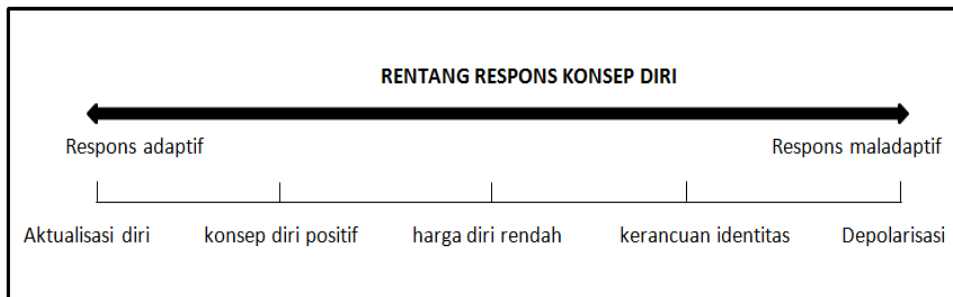 RENTANG RESPONS KONSEP DIRI
Respons adaptif Respons maladaptif
Aktualisasi diri konsep diri positif harga diri rendah kerancuan identitas Depolarisasi